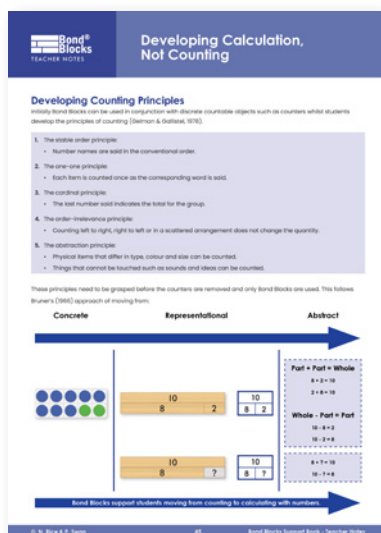 Bond®
Blocks
TEACHER NOTES
Developing Calculation,
Not Counting
Developing Counting Principles
Initially Bond Blocks can be used in conjunction with discrete countable objects such as counters whilst students
develop the principles of counting (Gelman & Gallistel, 1978).
1. The stable order principle:
• Number names are said in the conventional order.
2. The one-one principle:
• Each item is counted once as the corresponding word is said.
3. The cardinal principle:
• The last number said indicates the total for the group.
4. The order-irrelevance principle:
• Counting left to right, right to left or in a scattered arrangement does not change the quantity.
5. The abstraction principle:
• Physical items that differ in type, colour and size can be counted.
• Things that cannot be touched such as sounds and ideas can be counted.
These principles need to be grasped before the counters are removed and only Bond Blocks are used. This follows
Bruner's (1966) approach of moving from:
Concrete Representational Abstract
10
8 2
10
8 2
Part + Part = Whole
8 + 2 = 10
2 + 8 = 10
Whole - Part = Part
10 - 8 = 2
10 - 2 = 8
10
8 ?
10
8 ?
8 + ? = 10
10 - ? = 8
Bond Blocks support students moving from counting to calculating with numbers.
© N. Rice & P. Swan
Bond Blocks Support Book - Teacher Notes